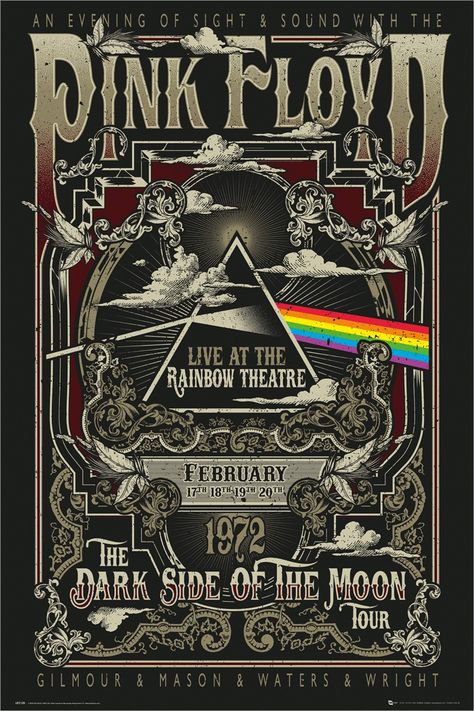 AN EVENING OF SIGHT & SOUND WITH THE
PINK FLOYD
LIVE AT THE
RAINBOW THEATRE
FEBRUARY
17TH 18TH 19TH 20TH
1972
THE
DARK SIDE OF THE MOON
TOUR
GILMOUR & MASON & WATERS & WRIGHT